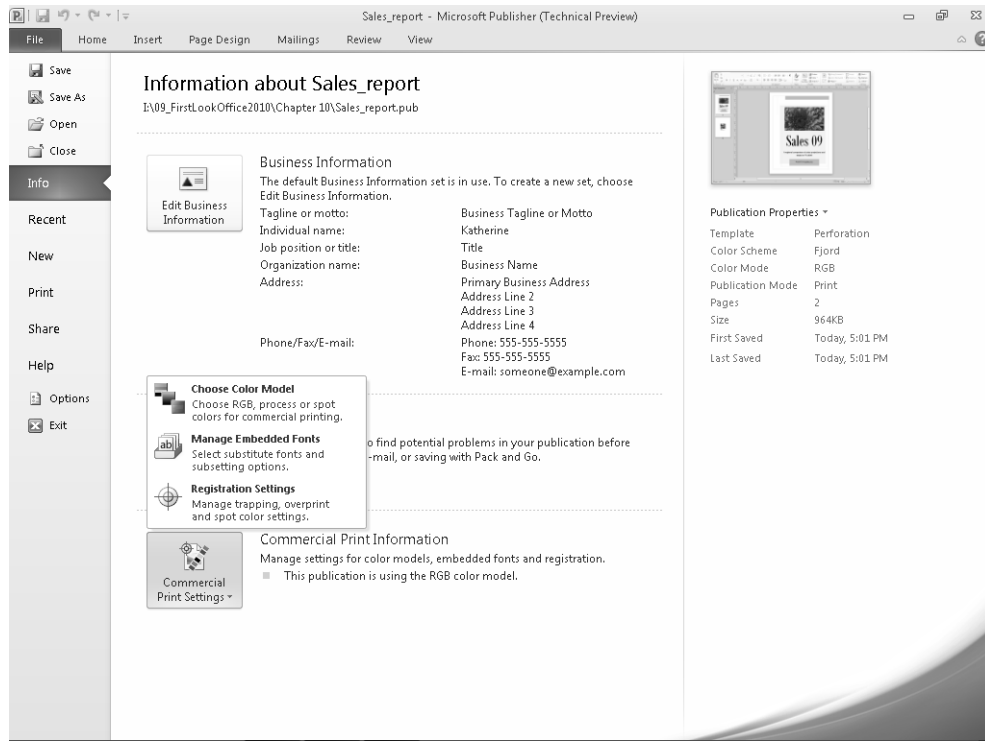 Sales_report - Microsoft Publisher (Technical Preview)
File Home Insert Page Design Mailings Review View
Save
Save As
Open
Close
Info
Recent
New
Print
Share
Help
Options
Exit
Information about Sales_report
I:\09_FirstLookOffice2010\Chapter 10\Sales_report.pub
Edit Business
Information
Business Information
The default Business Information set is in use. To create a new set, choose
Edit Business Information.
Tagline or motto: Business Tagline or Motto
Individual name: Katherine
Job position or title: Title
Organization name: Business Name
Address: Primary Business Address
Address Line 2
Address Line 3
Address Line 4
Phone/Fax/E-mail: Phone: 555-555-5555
Fax: 555-555-5555
E-mail: someone@example.com
Choose Color Model
Choose RGB, process or spot
colors for commercial printing.
Manage Embedded Fonts
Select substitute fonts and
subsetting options.
Registration Settings
Manage trapping, overprint
and spot color settings.
o find potential problems in your publication before
-mail, or saving with Pack and Go.
Commercial
Print Settings
Commercial Print Information
Manage settings for color models, embedded fonts and registration.
This publication is using the RGB color model.
Sales 09
Publication Properties
Template Perforation
Color Scheme Fjord
Color Mode RGB
Publication Mode Print
Pages 2
Size 964KB
First Saved Today, 5:01 PM
Last Saved Today, 5:01 PM